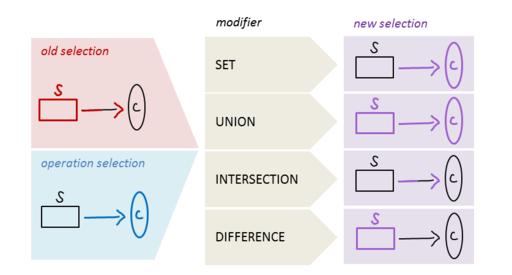 modifier
new selection
old selection
S
C
operation selection
S
C
SET
S
C
UNION
S
C
INTERSECTION
S
C
DIFFERENCE
S
C